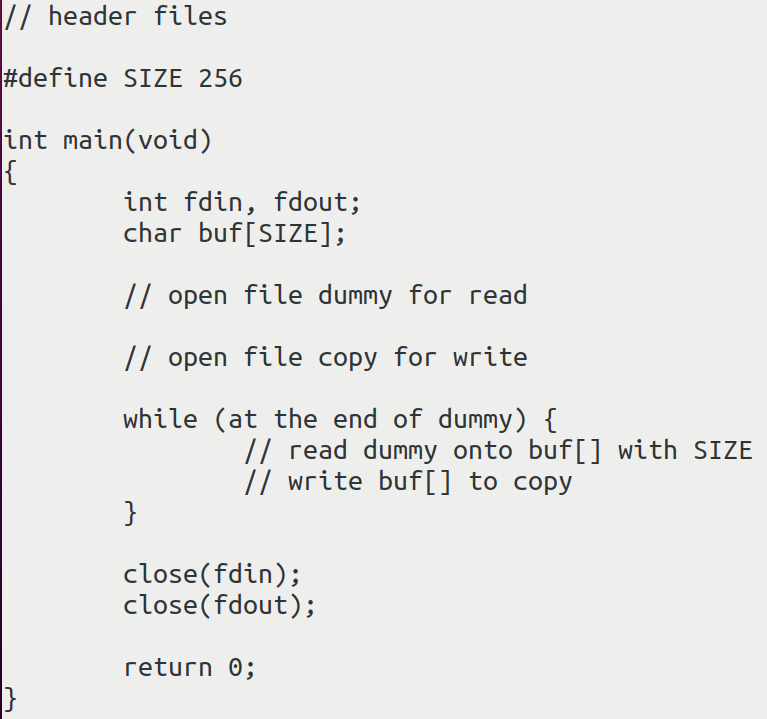 // header files
#define SIZE 256
int main(void)
{
int fdin, fdout;
char buf[SIZE];
// open file dummy for read
// open file copy for write
while (at the end of dummy) {
// read dummy onto buf[] with SIZE
// write buf[] to copy
}
close(fdin);
close(fdout);
return 0;
}